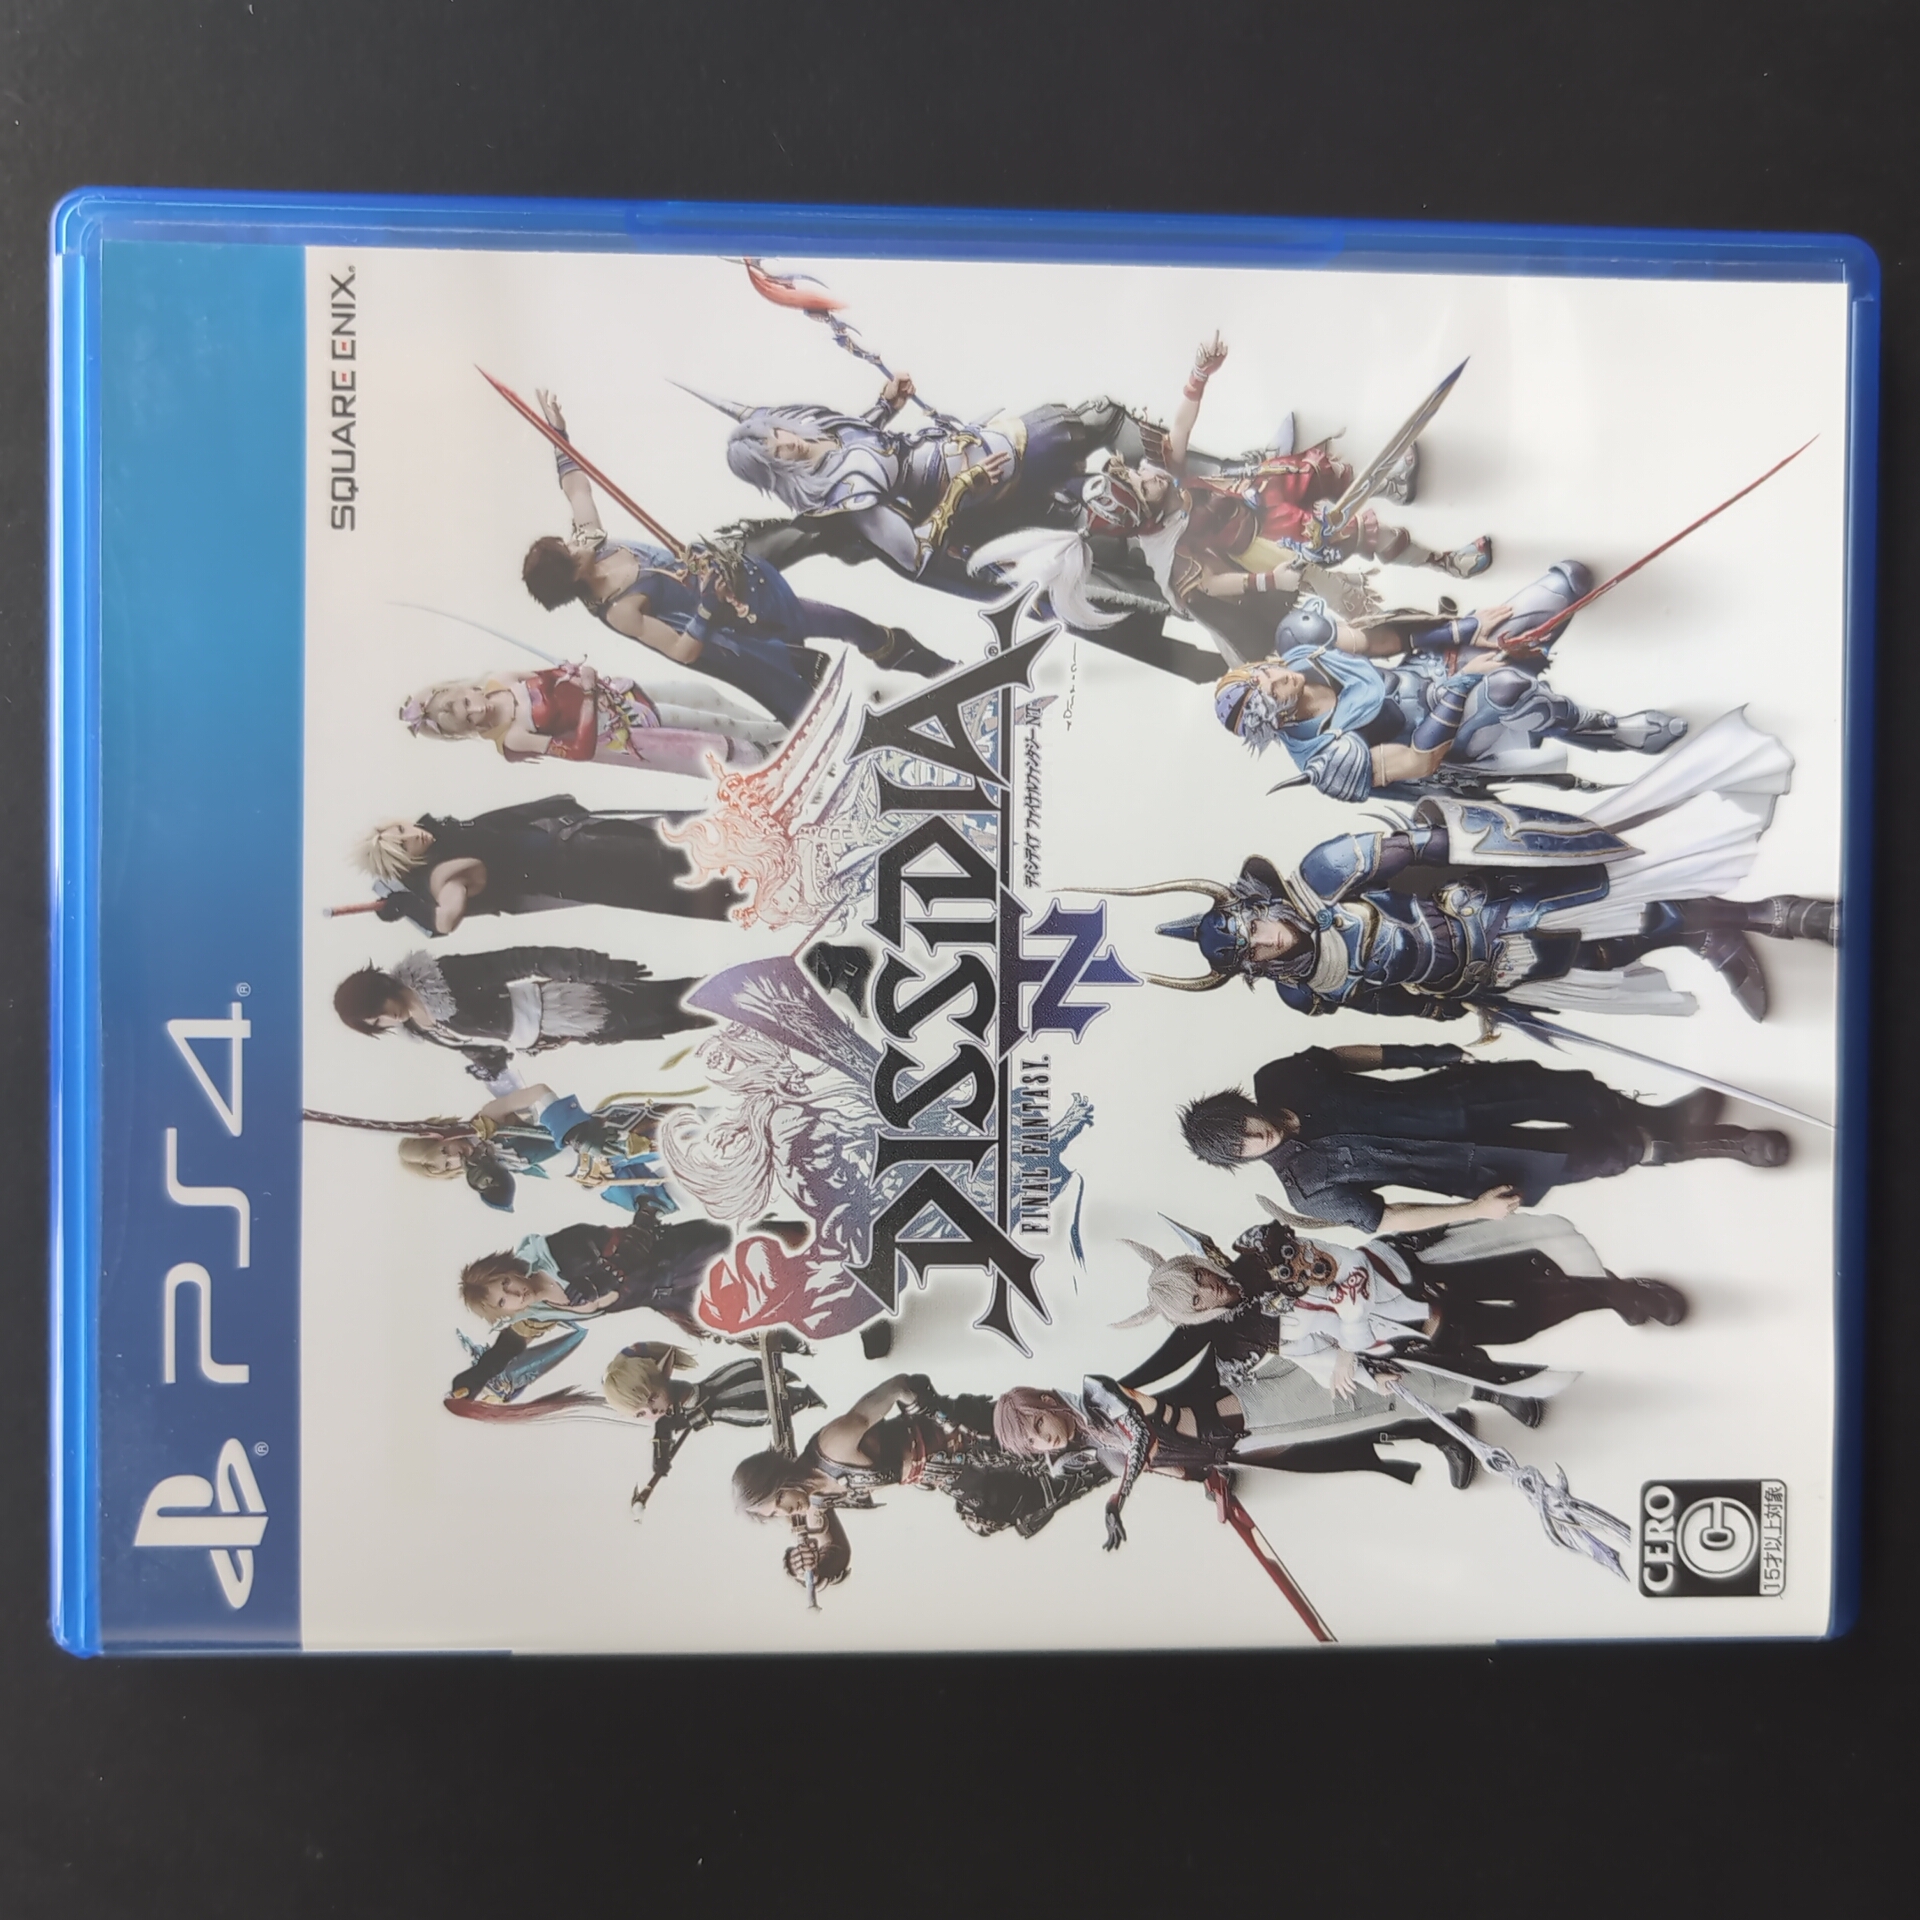 PS4®
SQUARE ENIX®
DISSIDIA®
FINAL FANTASY®
NT
ディシディア ファイナルファンタジー NT
CERO
C
15才以上対象